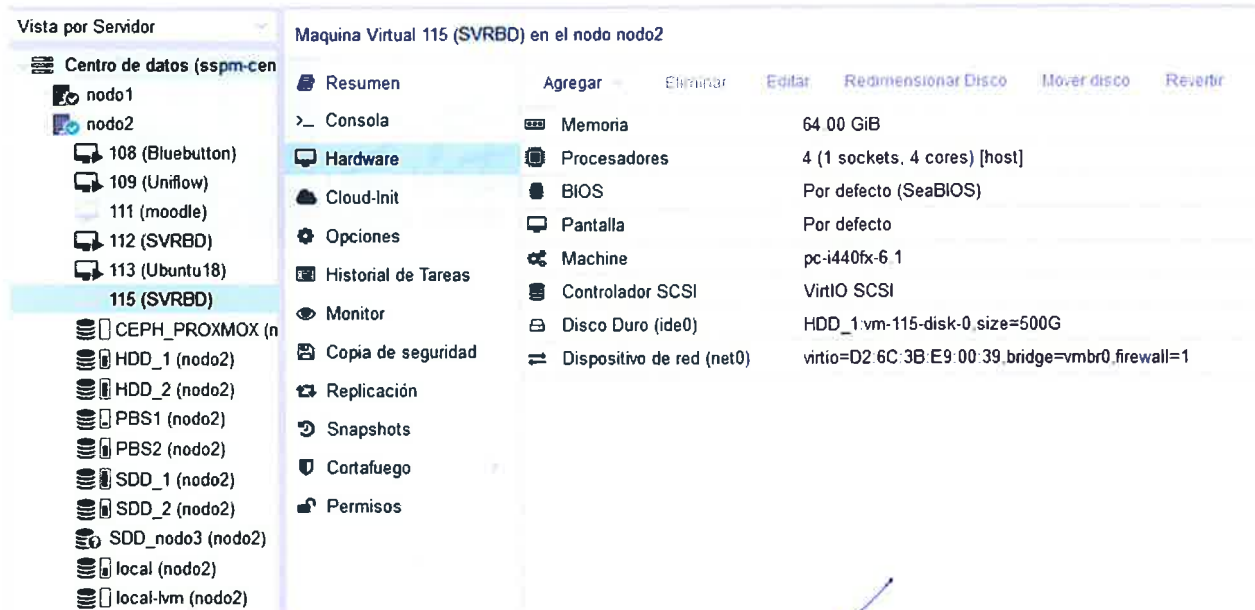 Vista por Servidor
Centro de datos (sspm-cen
nodo1
nodo2
108 (Bluebutton)
109 (Uniflow)
111 (moodle)
112 (SVRBD)
113 (Ubuntu18)
115 (SVRBD)
CEPH_PROXMOX (n
HDD_1 (nodo2)
HDD_2 (nodo2)
PBS1 (nodo2)
PBS2 (nodo2)
SDD_1 (nodo2)
SDD_2 (nodo2)
SDD_nodo3 (nodo2)
local (nodo2)
local-lvm (nodo2)
Maquina Virtual 115 (SVRBD) en el nodo nodo2
Resumen
Consola
Hardware
Cloud-Init
Opciones
Historial de Tareas
Monitor
Copia de seguridad
Replicación
Snapshots
Cortafuego
Permisos
Agregar Eliminar Editar Redimensionar Disco Mover disco Revertir
Memoria 64.00 GiB
Procesadores 4 (1 sockets, 4 cores) [host]
BIOS Por defecto (SeaBIOS)
Pantalla Por defecto
Machine pc-i440fx-6.1
Controlador SCSI VirtIO SCSI
Disco Duro (ide0) HDD_1:vm-115-disk-0,size=500G
Dispositivo de red (net0) virtio=D2:6C:3B:E9:00:39,bridge=vmbr0,firewall=1